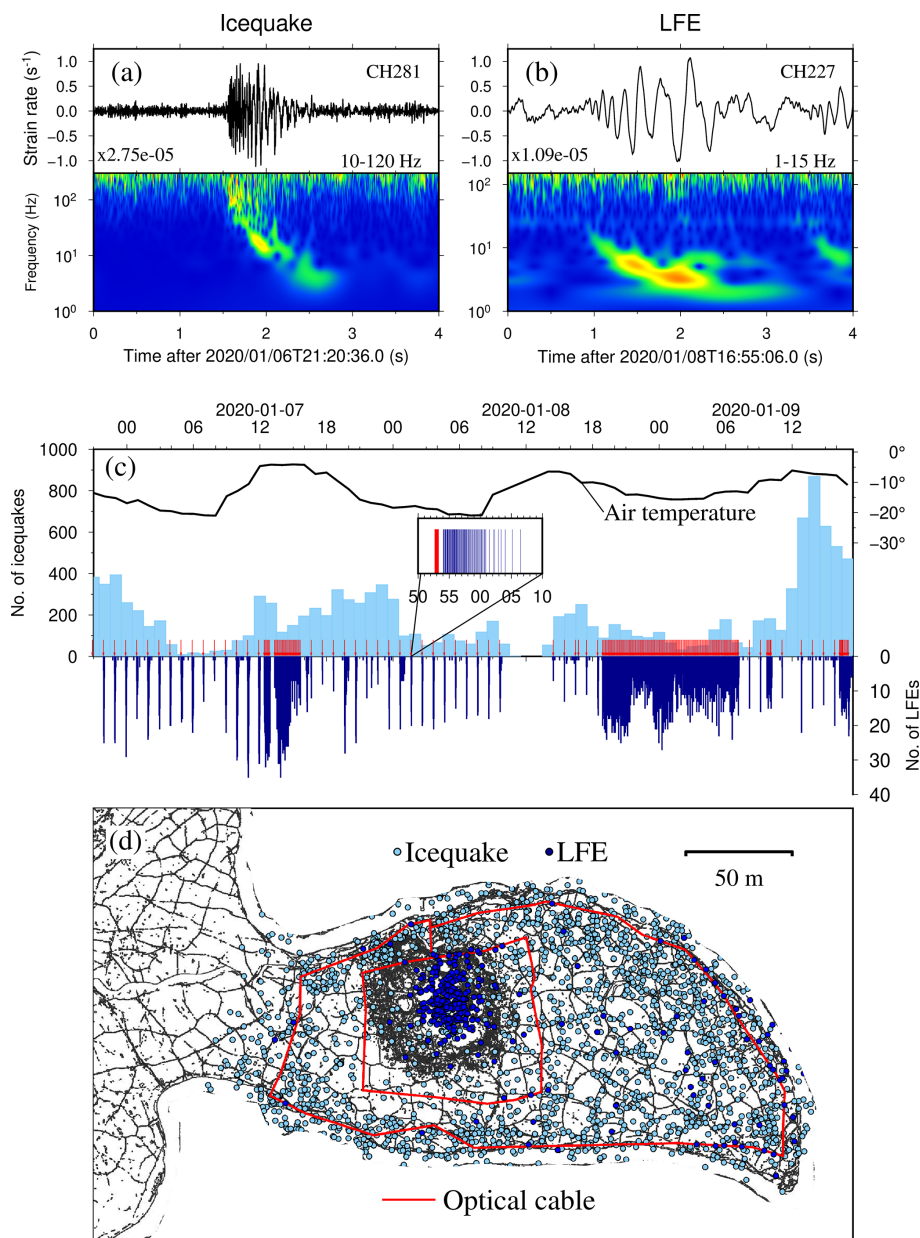 Icequake LFE
(a) CH281
(b) CH227
Strain rate (s⁻¹)
1.0
0.5
0.0
−0.5
−1.0
x2.75e-05 10-120 Hz
1.0
0.5
0.0
−0.5
−1.0
x1.09e-05 1-15 Hz
Frequency (Hz)
10²
10¹
10⁰
10²
10¹
10⁰
0 1 2 3 4
0 1 2 3 4
Time after 2020/01/06T21:20:36.0 (s)
Time after 2020/01/08T16:55:06.0 (s)
2020-01-07 2020-01-08 2020-01-09
00 06 12 18 00 06 12 18 00 06 12
(c)
No. of icequakes
1000
800
600
400
200
0
0°
−10°
−20°
−30°
Air temperature
50 55 00 05 10
0
10
20
30
40
No. of LFEs
(d)
Icequake LFE
50 m
Optical cable